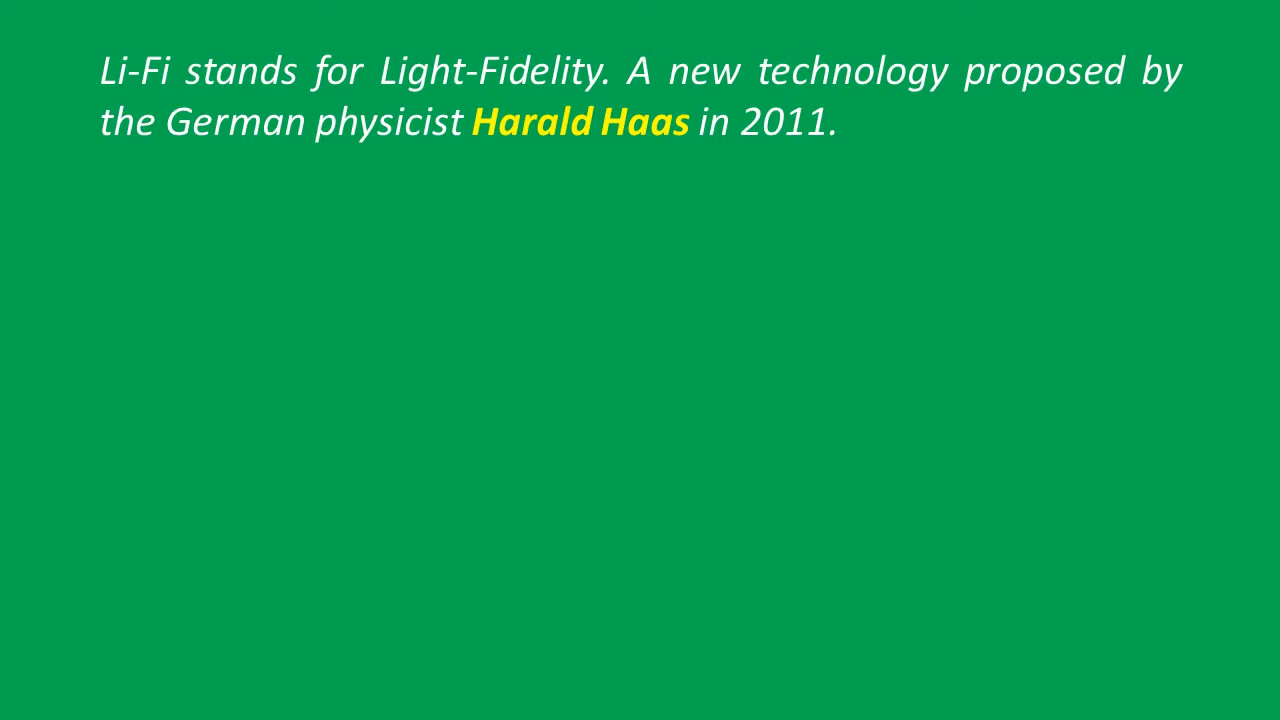 Li-Fi stands for Light-Fidelity. A new technology proposed by
the German physicist Harald Haas in 2011.